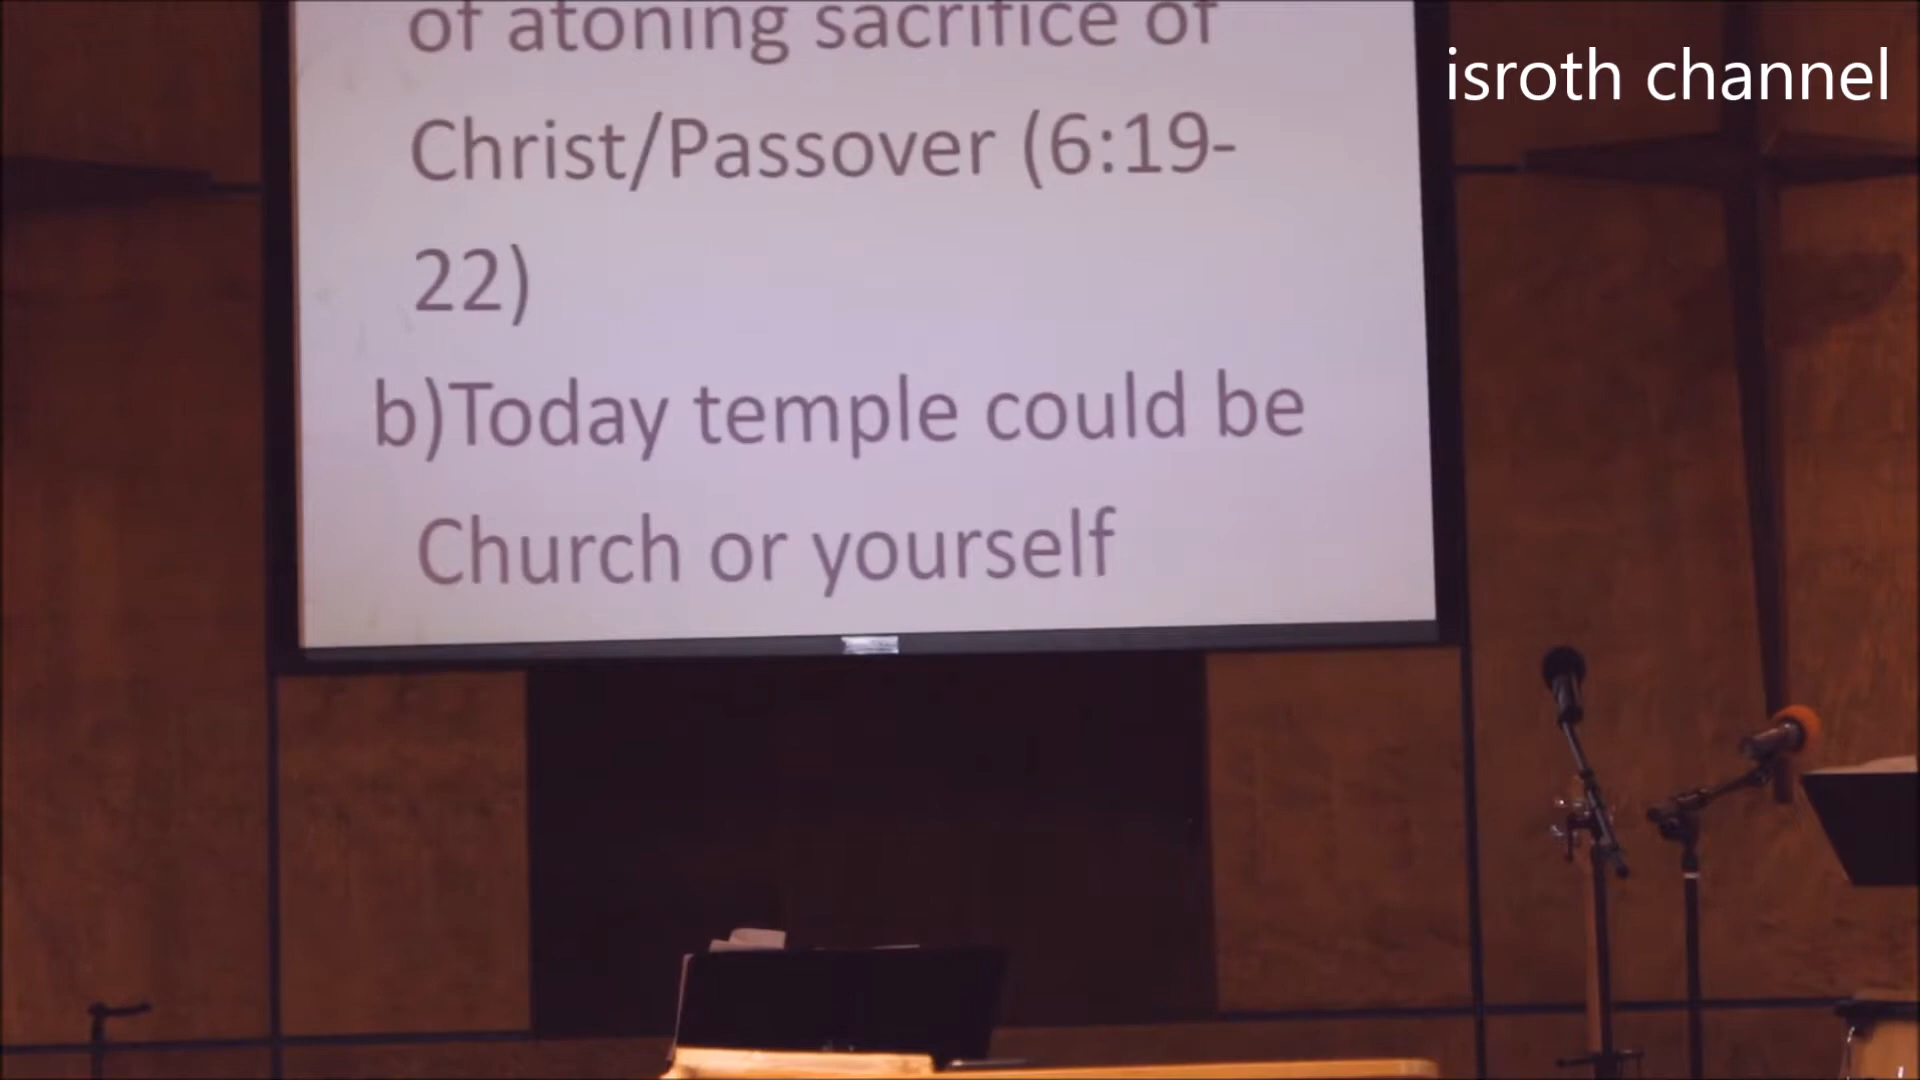 of atoning sacrifice of
Christ/Passover (6:19-
22)
b)Today temple could be
Church or yourself
isroth channel